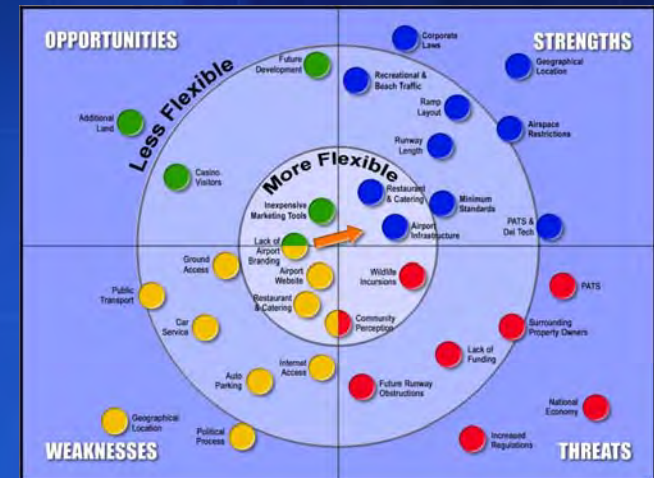 OPPORTUNITIES
STRENGTHS
Less Flexible
More Flexible
Future
Development
Additional
Land
Casino
Visitors
Inexpensive
Marketing Tools
Lack of
Airport
Branding
Corporate
Laws
Geographical
Location
Recreational &
Beach Traffic
Ramp
Layout
Airspace
Restrictions
Runway
Length
Restaurant
& Catering
Minimum
Standards
Airport
Infrastructure
PATS &
Del Tech
Ground
Access
Public
Transport
Airport
Website
Restaurant
& Catering
Car
Service
Community
Perception
Internet
Access
Auto
Parking
Geographical
Location
Political
Process
Wildlife
Incursions
PATS
Surrounding
Property Owners
Lack of
Funding
Future Runway
Obstructions
National
Economy
Increased
Regulations
WEAKNESSES
THREATS